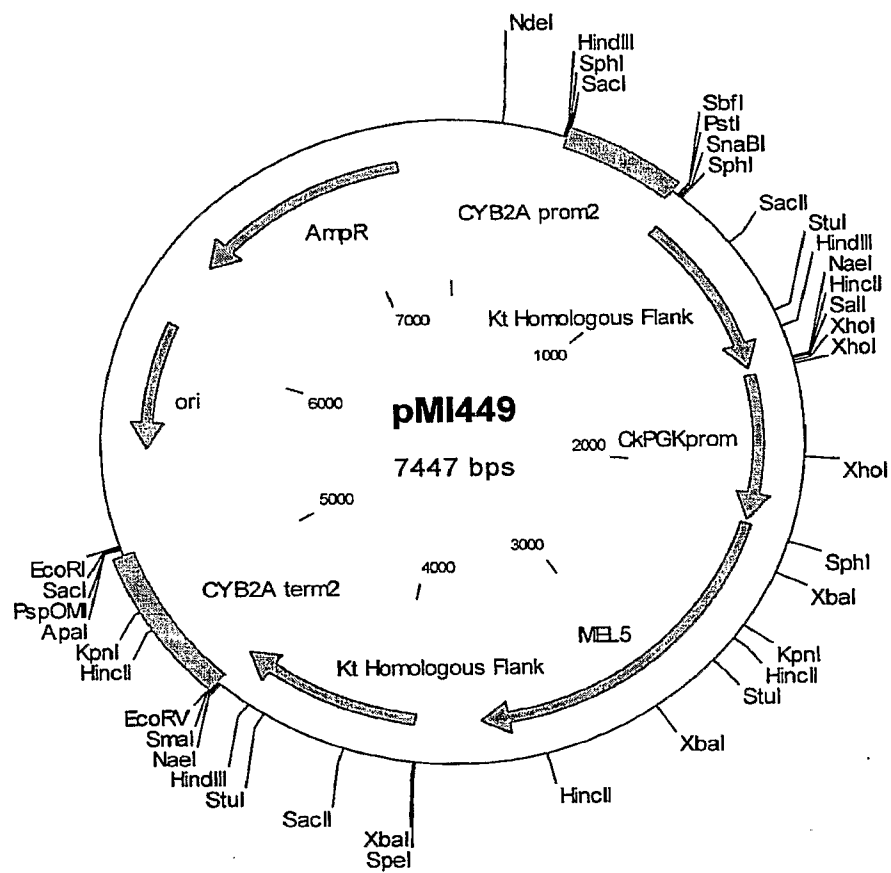 NdeI
HindIII
SphI
SacI
SbfI
PstI
SnaBI
SphI
SacII
StuI
HindIII
NaeI
HincII
SalI
XhoI
XhoI
CYB2A prom2
AmpR
7000
Kt Homologous Flank
1000
ori
6000
pMI449
7447 bps
2000
CkPGKprom
XhoI
5000
3000
4000
SphI
XbaI
EcoRI
SacI
PspOMI
ApaI
KpnI
HincII
CYB2A term2
MEL5
KpnI
HincII
StuI
Kt Homologous Flank
EcoRV
SmaI
NaeI
HindIII
StuI
XbaI
SacII
HincII
XbaI
SpeI